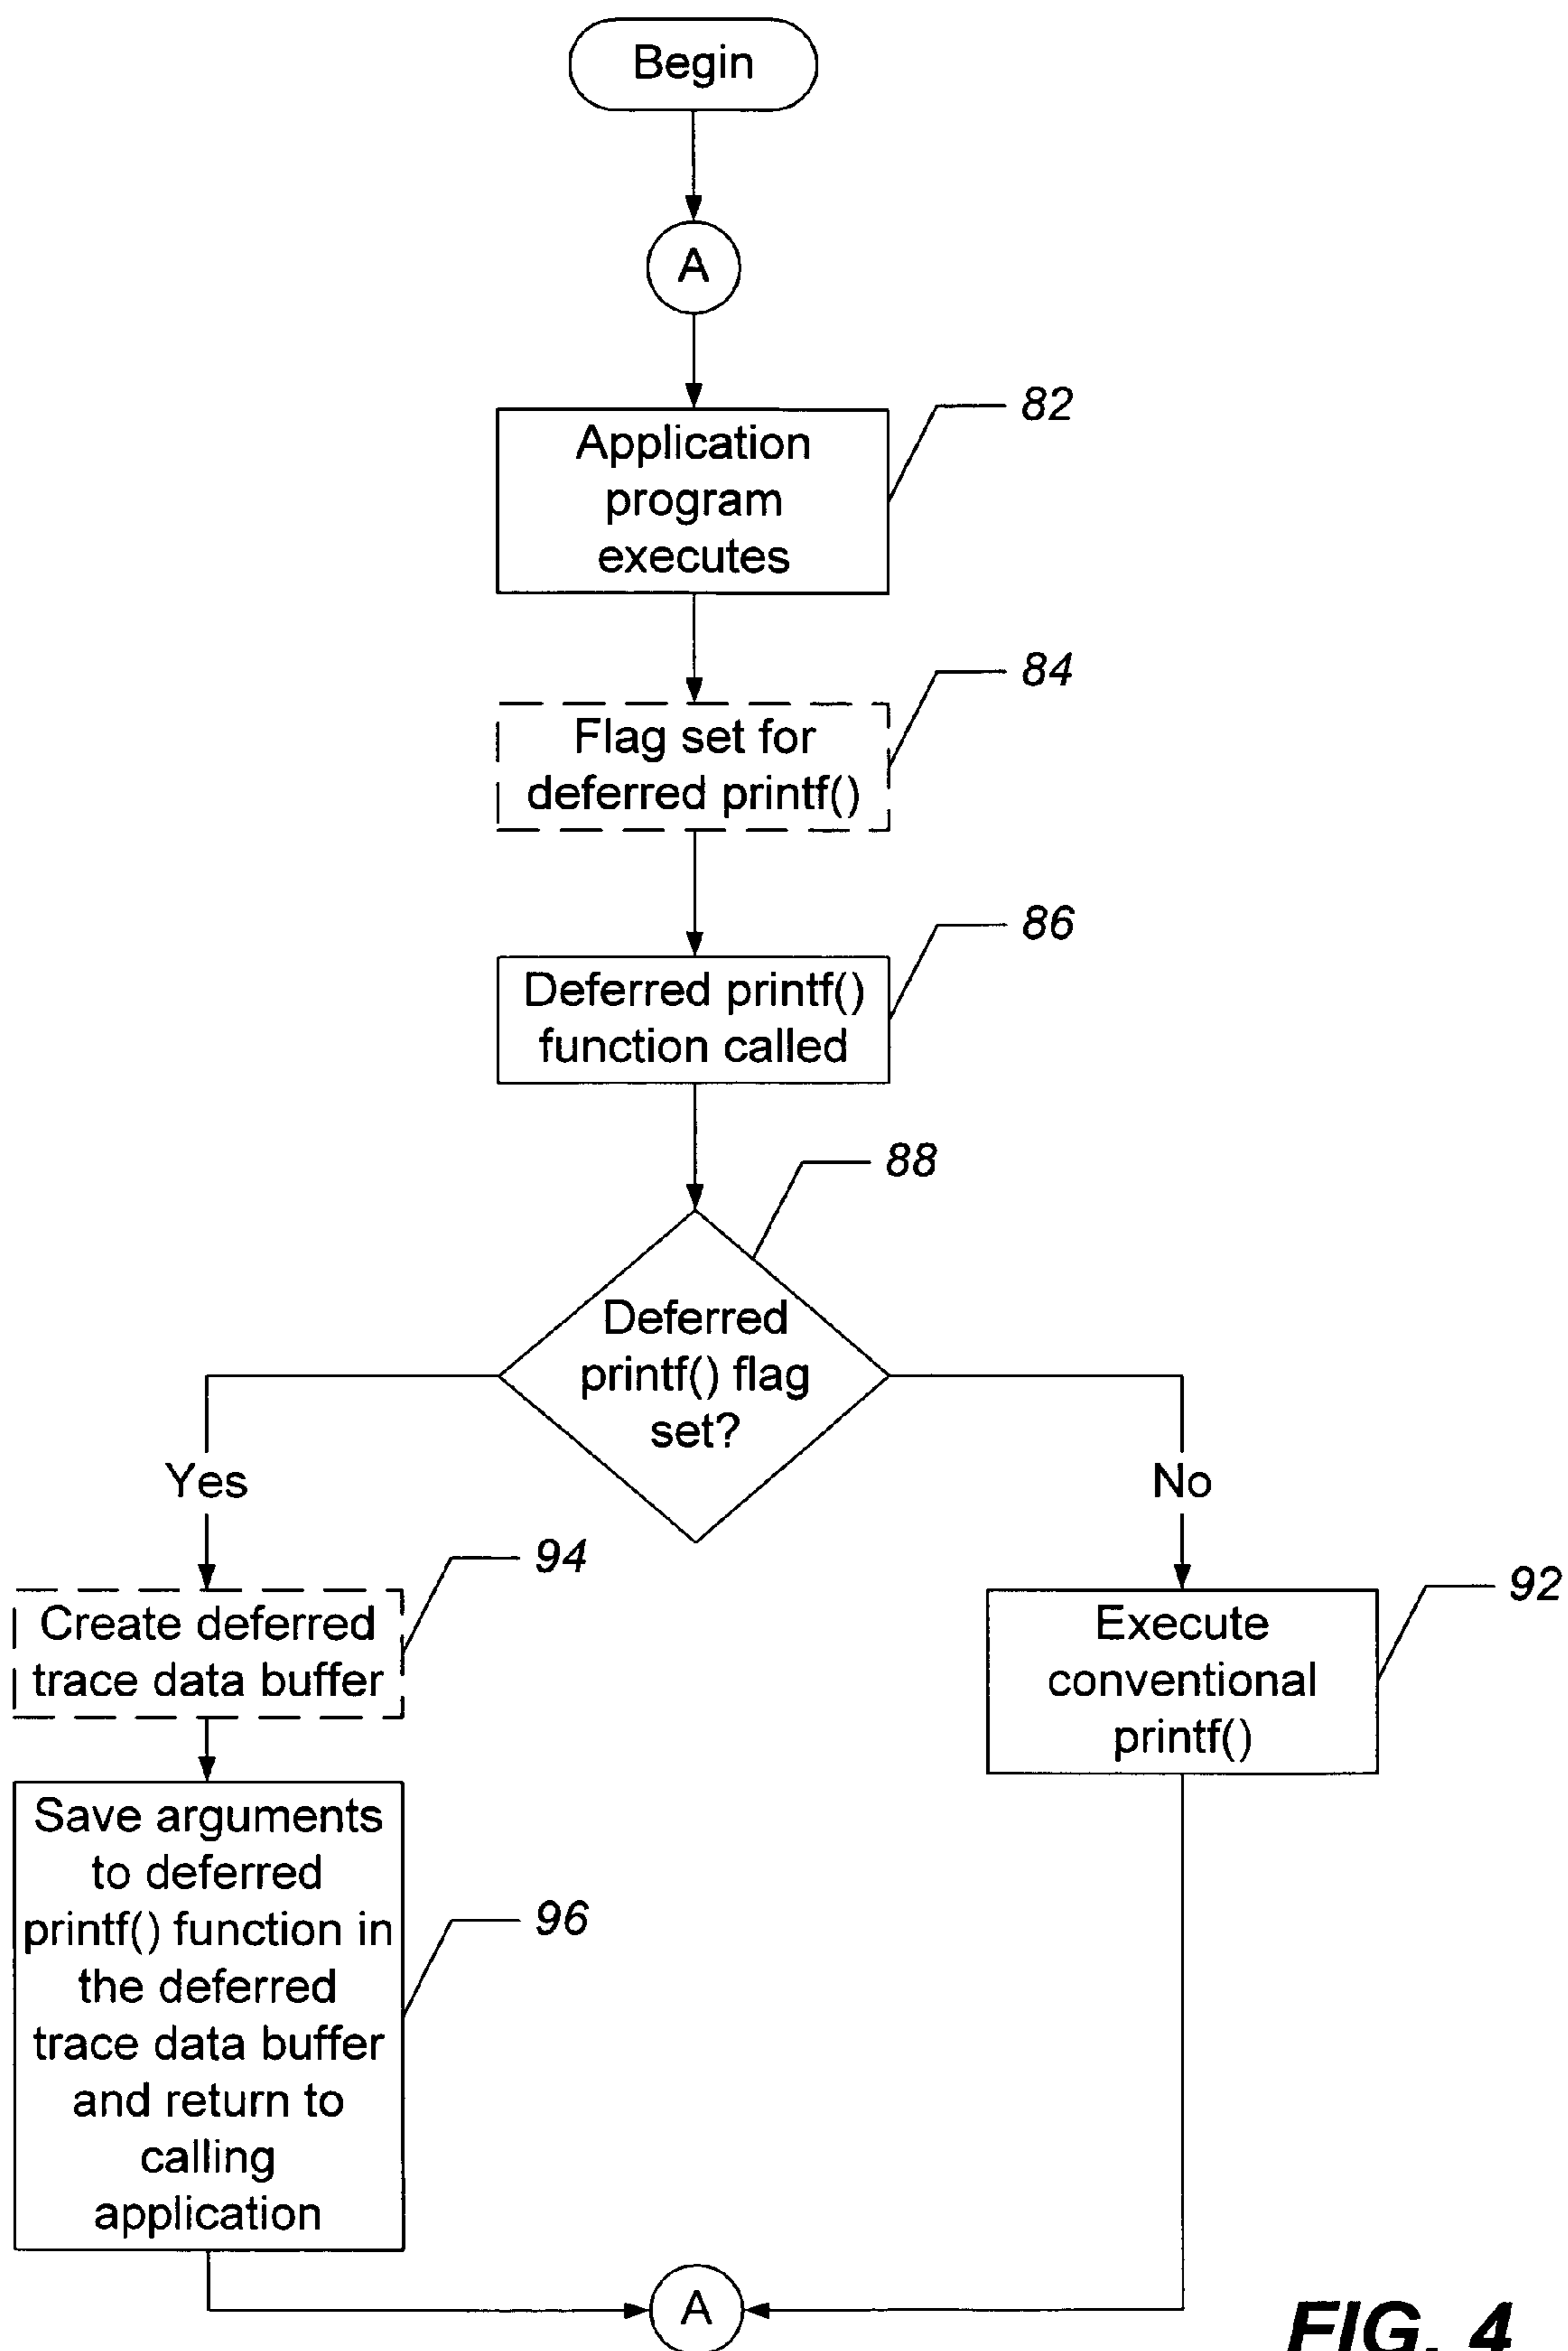 Begin
A
82
Application
program
executes
84
Flag set for
deferred printf()
86
Deferred printf()
function called
88
Deferred
printf() flag
set?
Yes
No
94
Create deferred
trace data buffer
92
Execute
conventional
printf()
Save arguments
to deferred
printf() function in
the deferred
trace data buffer
and return to
calling
application
96
A
FIG. 4